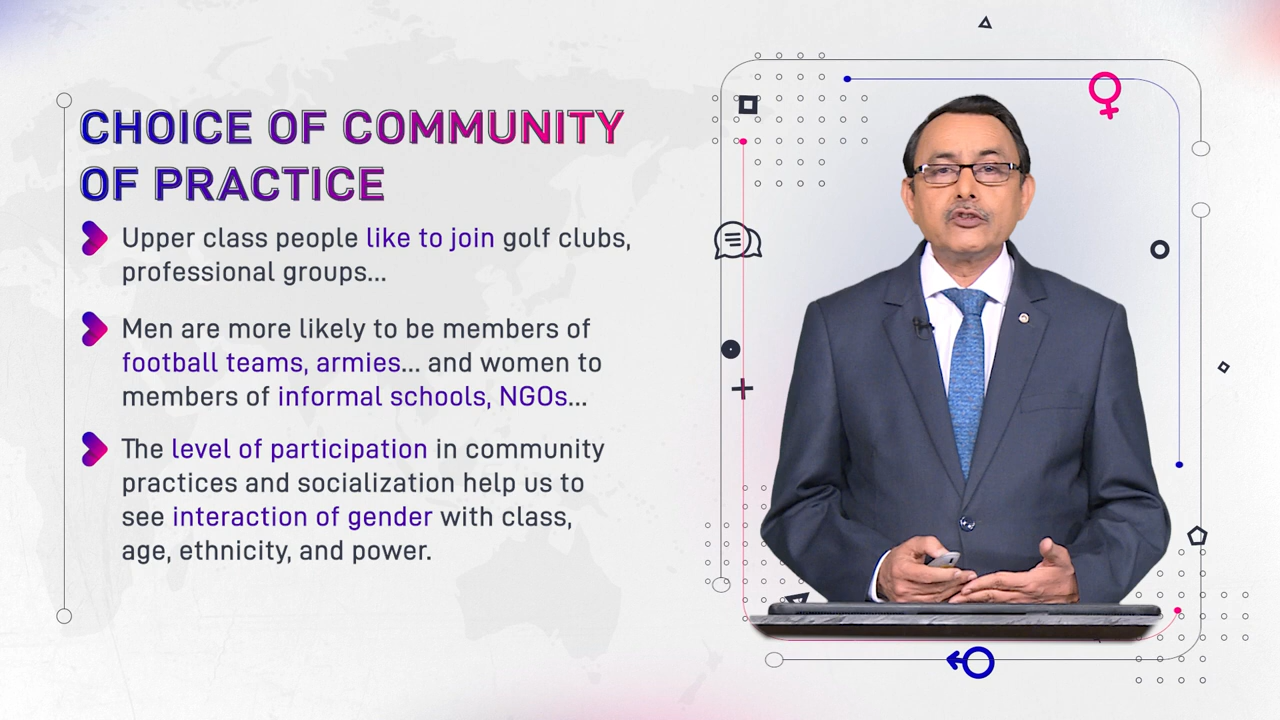 CHOICE OF COMMUNITY
OF PRACTICE
Upper class people like to join golf clubs,
professional groups...
Men are more likely to be members of
football teams, armies... and women to
members of informal schools, NGOs...
The level of participation in community
practices and socialization help us to
see interaction of gender with class,
age, ethnicity, and power.